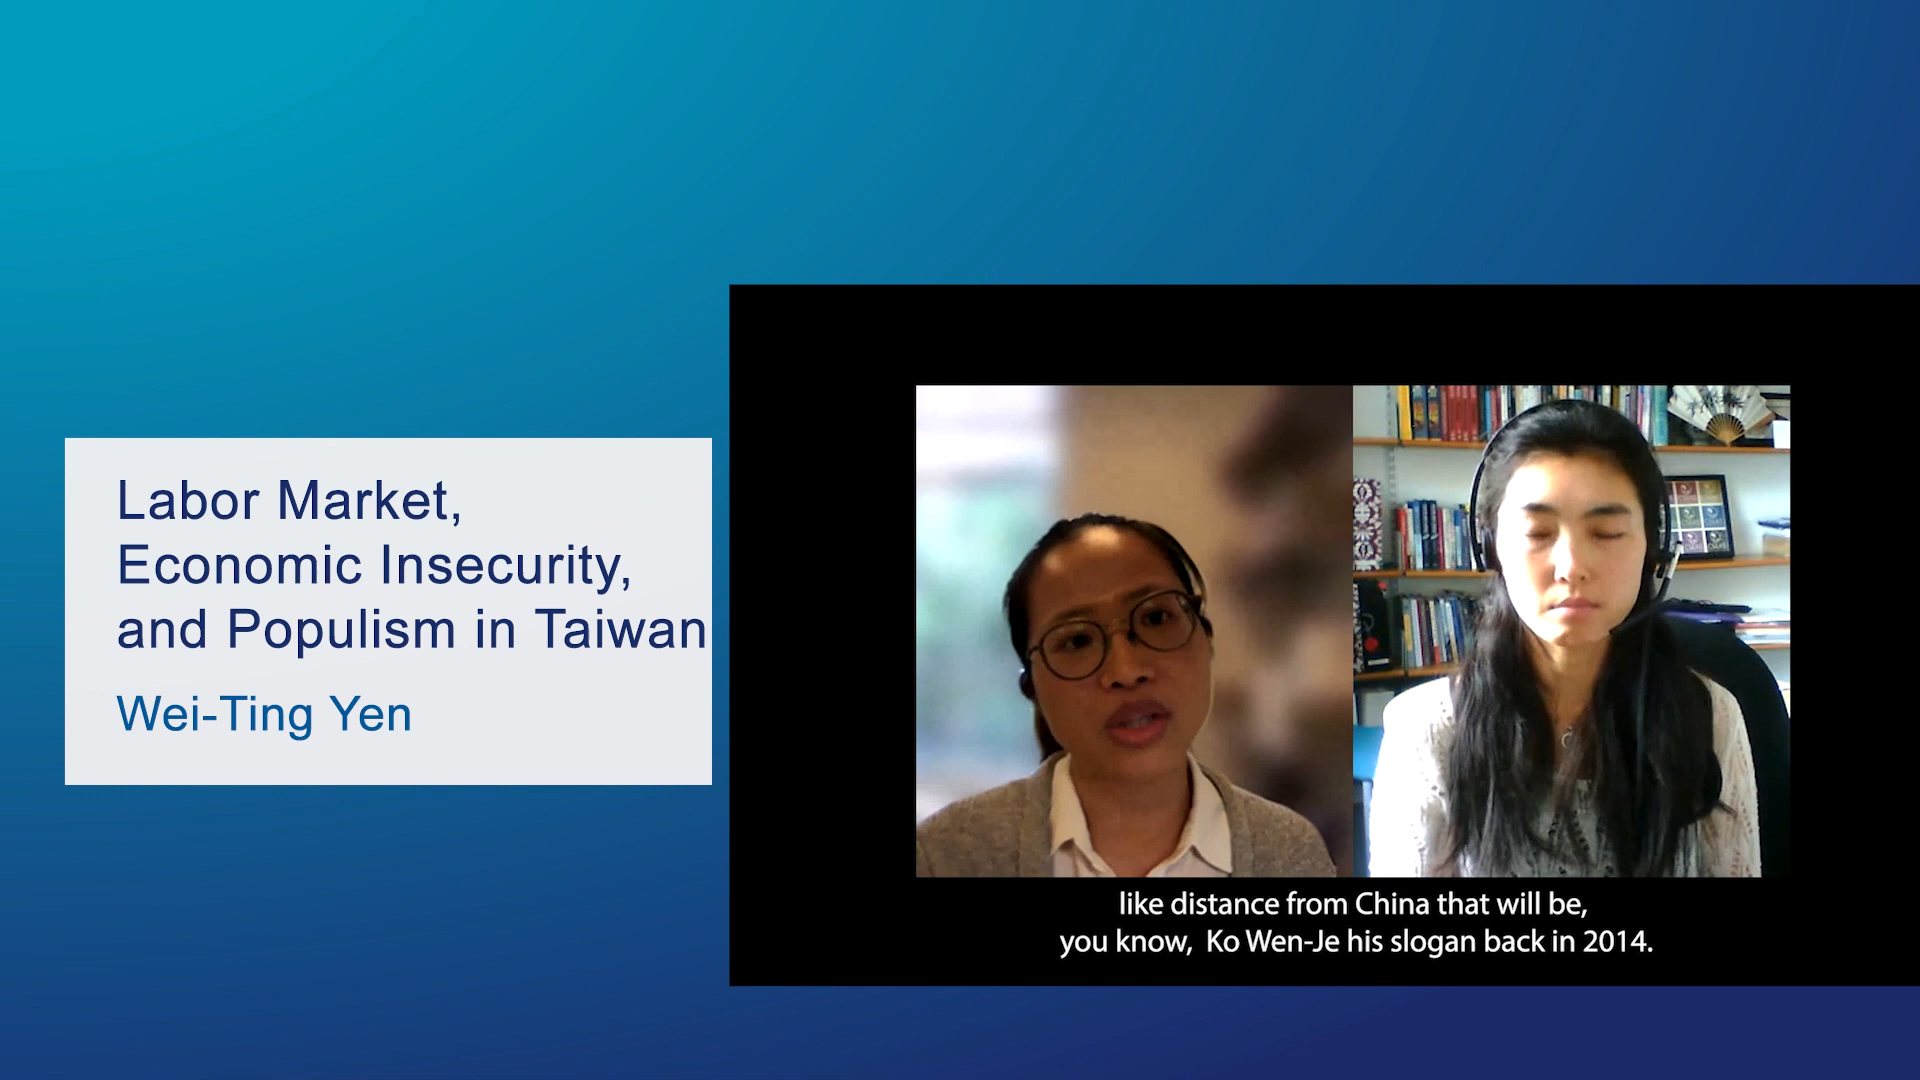 Labor Market,
Economic Insecurity,
and Populism in Taiwan
Wei-Ting Yen
like distance from China that will be,
you know,  Ko Wen-Je his slogan back in 2014.